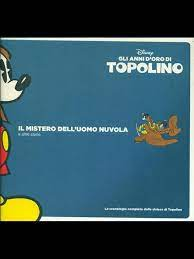 Disney
GLI ANNI D'ORO DI
TOPOLINO
IL MISTERO DELL'UOMO NUVOLA
e altre storie
La cronologia completa delle strisce di Topolino